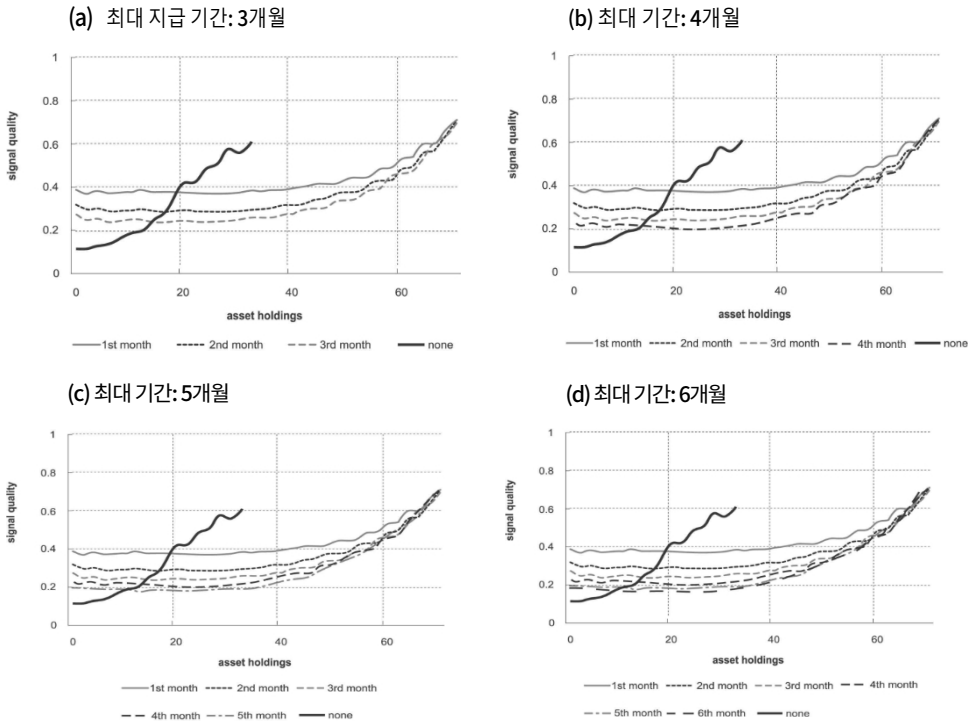 (a) 최대 지급 기간: 3개월
1
0.8
0.6
0.4
0.2
0
signal quality
0 20 40 60
asset holdings
1st month 2nd month 3rd month none
(b) 최대 기간: 4개월
1
0.8
0.6
0.4
0.2
0
signal quality
0 20 40 60
asset holdings
1st month 2nd month 3rd month 4th month none
(c) 최대 기간: 5개월
1
0.8
0.6
0.4
0.2
0
signal quality
0 20 40 60
asset holdings
1st month 2nd month 3rd month
4th month 5th month none
(d) 최대 기간: 6개월
1
0.8
0.6
0.4
0.2
0
signal quality
0 20 40 60
asset holdings
1st month 2nd month 3rd month 4th month
5th month 6th month none